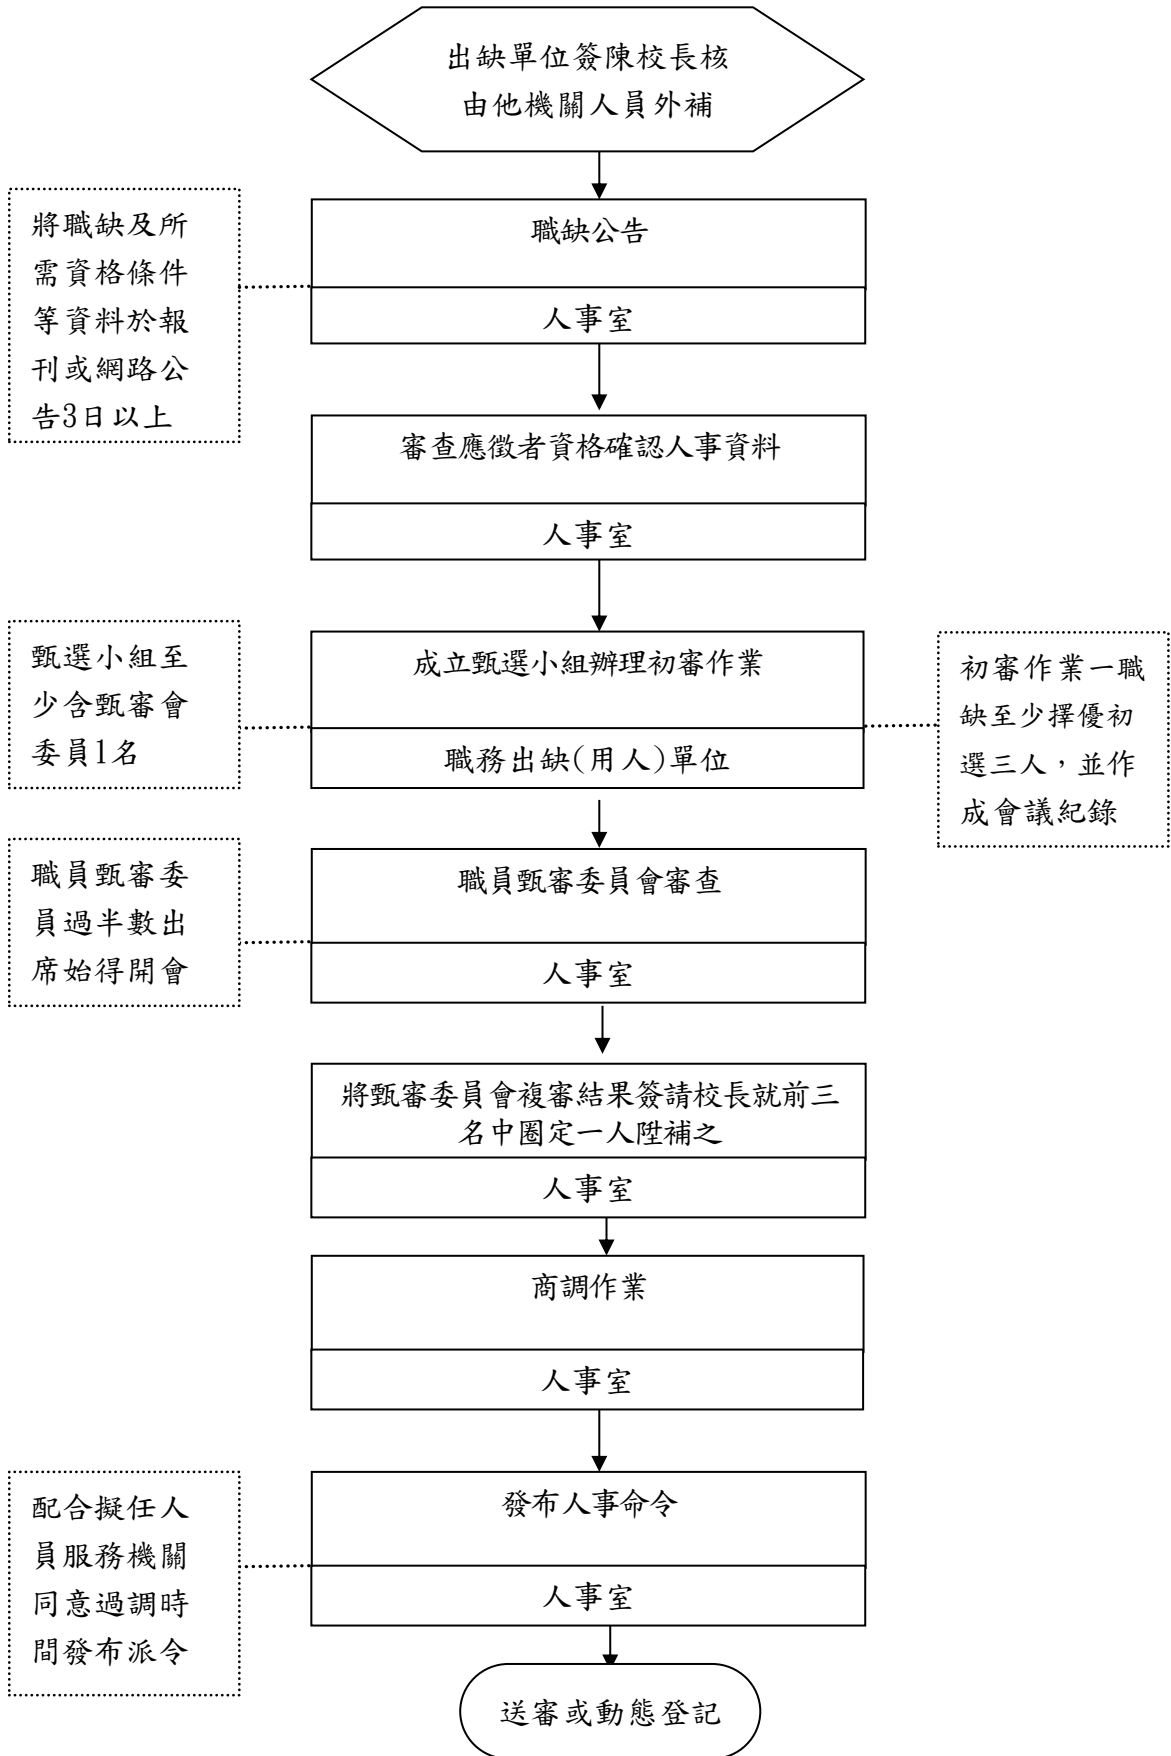 出缺單位簽陳校長核
由他機關人員外補
將職缺及所
需資格條件
等資料於報
刊或網路公
告3日以上
職缺公告
人事室
審查應徵者資格確認人事資料
人事室
甄選小組至
少含甄審會
委員1名
成立甄選小組辦理初審作業
職務出缺(用人)單位
初審作業一職
缺至少擇優初
選三人，並作
成會議紀錄
職員甄審委
員過半數出
席始得開會
職員甄審委員會審查
人事室
將甄審委員會複審結果簽請校長就前三
名中圈定一人陞補之
人事室
商調作業
人事室
配合擬任人
員服務機關
同意過調時
間發布派令
發布人事命令
人事室
送審或動態登記